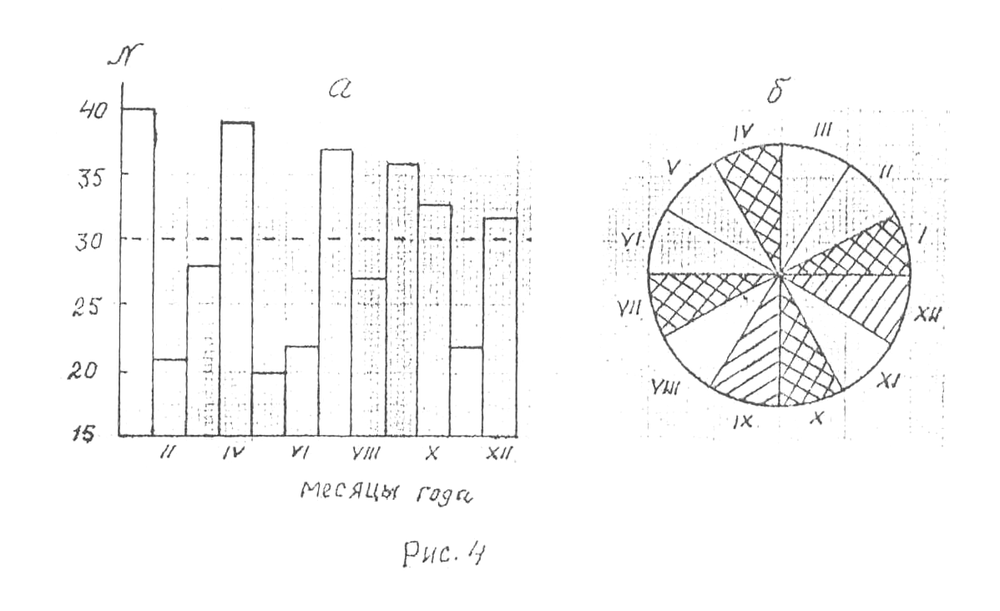 N
а
40
35
30
25
20
15
II IV VI VIII X XII
месяцы года
б
IV III
V II
VI I
VII XII
VIII XI
IX X
Рис. 4